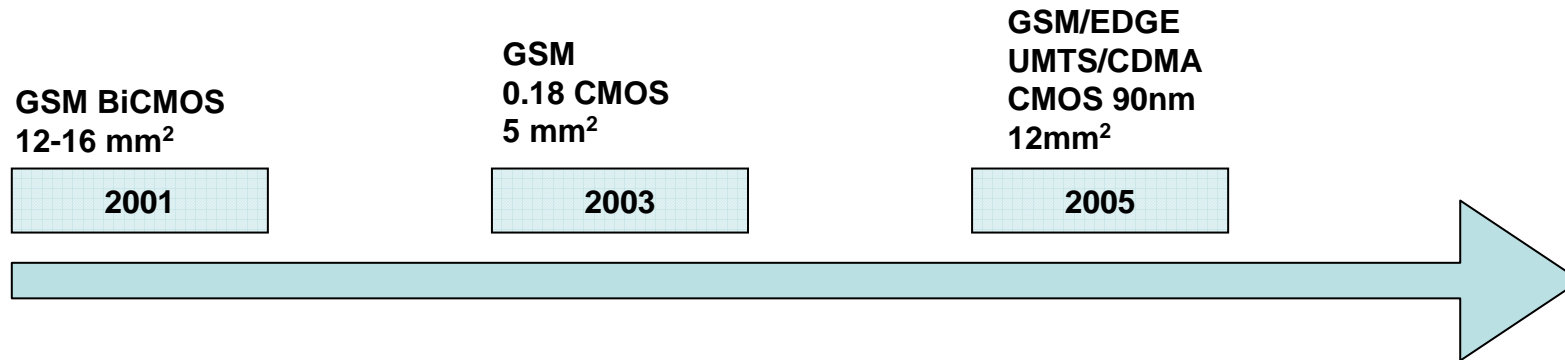 GSM BiCMOS
12-16 mm²
2001
GSM
0.18 CMOS
5 mm²
2003
GSM/EDGE
UMTS/CDMA
CMOS 90nm
12mm²
2005